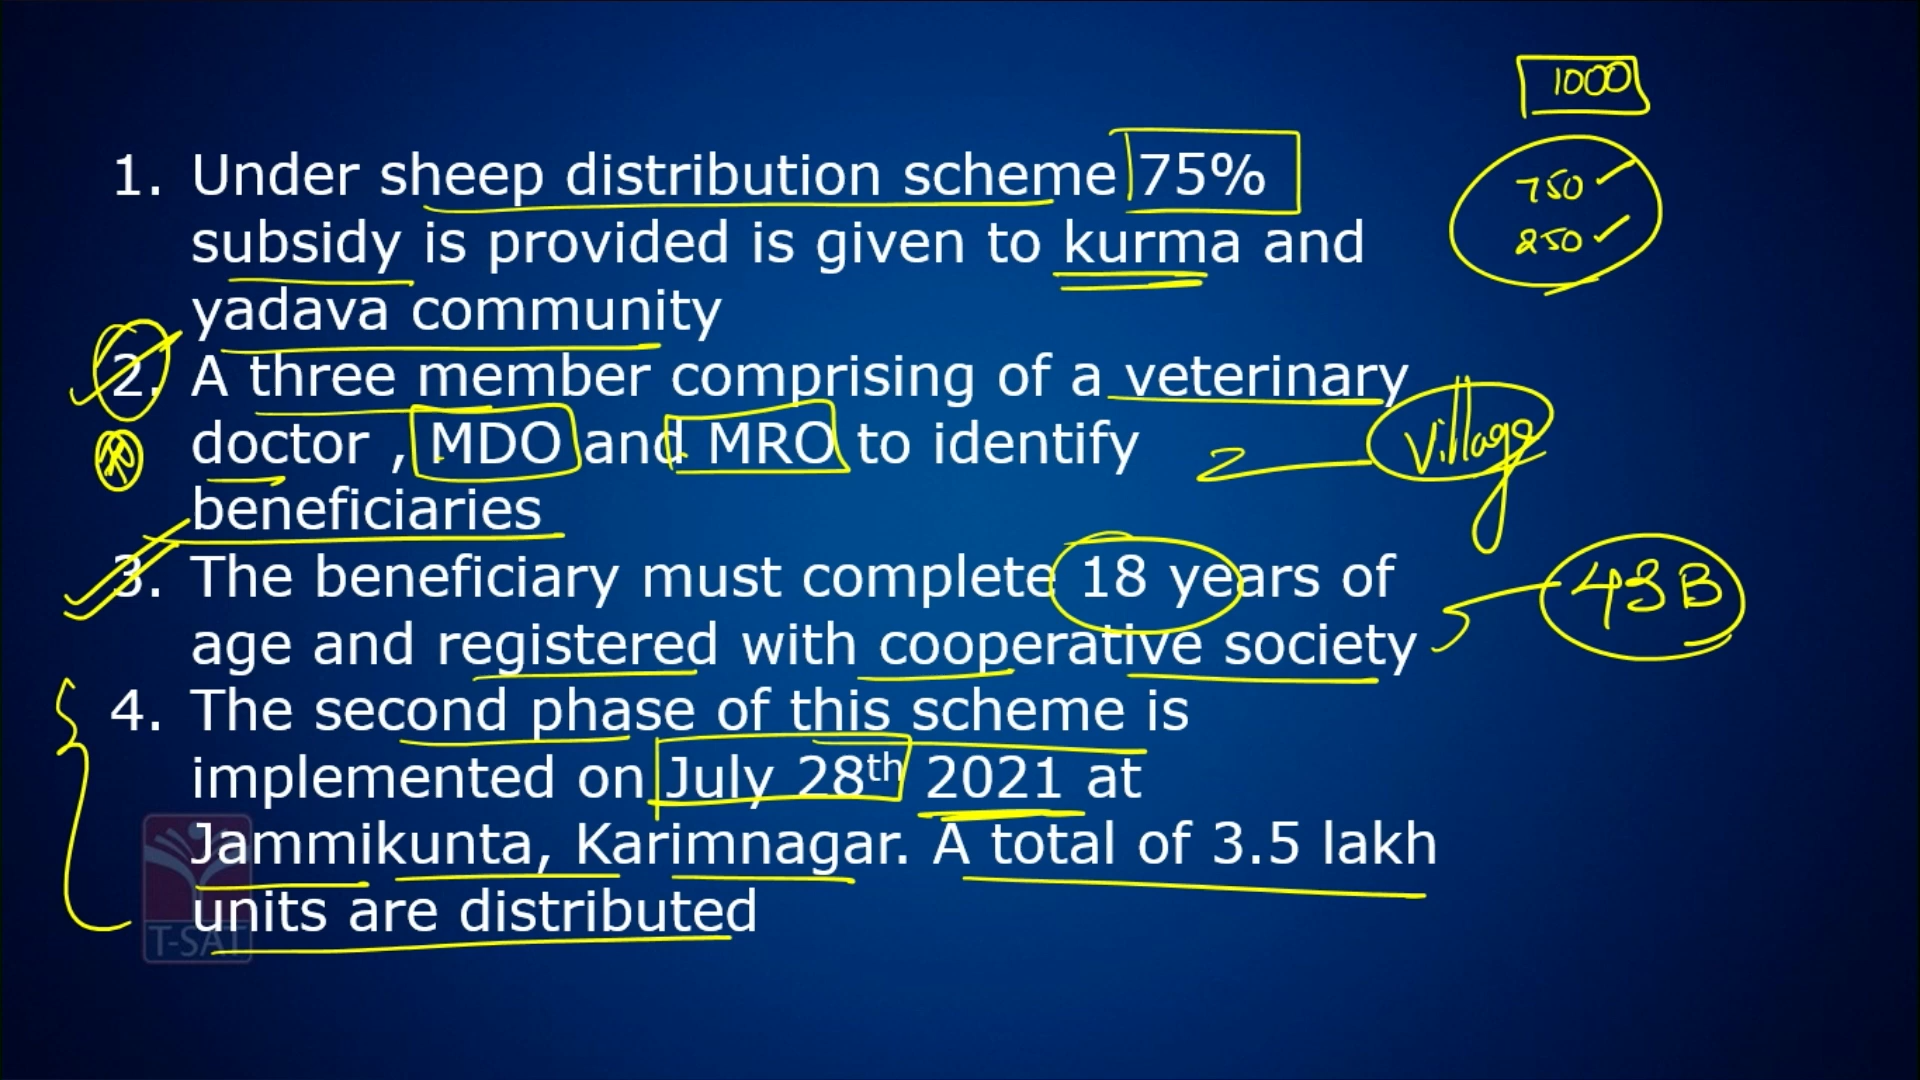 1000
1. Under sheep distribution scheme 75%
750
subsidy is provided is given to kurma and
250
yadava community
2. A three member comprising of a veterinary
doctor , MDO and MRO to identify
Village
beneficiaries
3. The beneficiary must complete 18 years of
age and registered with cooperative society
4. The second phase of this scheme is
implemented on July 28th 2021 at
Jammikunta, Karimnagar. A total of 3.5 lakh
units are distributed
T-SAT